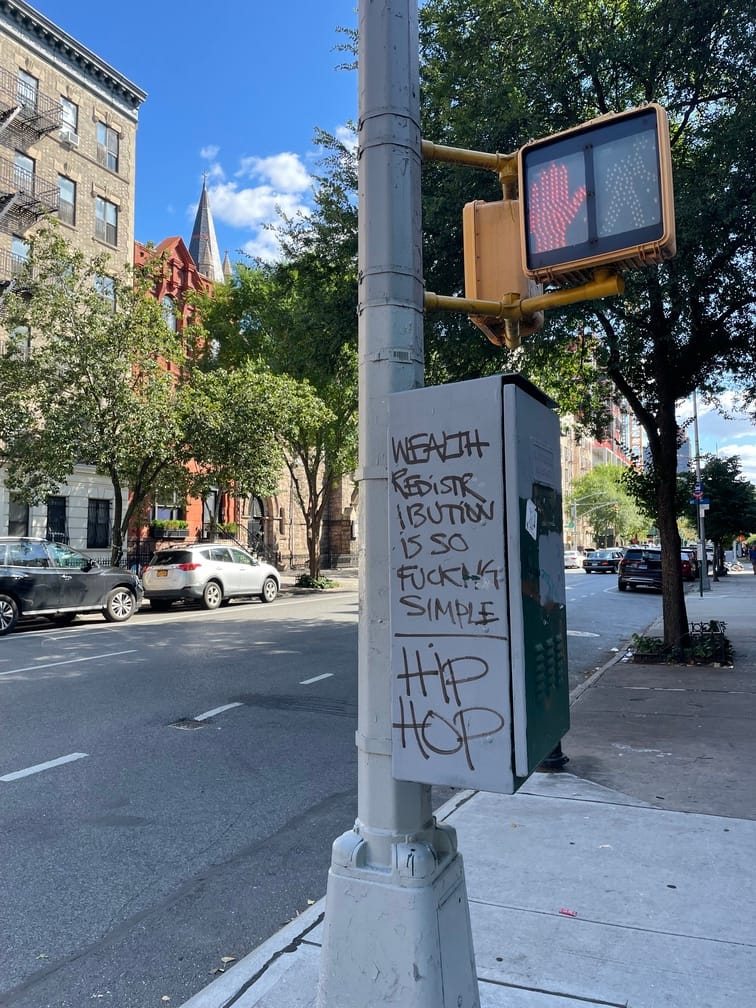 WEALTH
REDISTR
IBUTION
IS SO
FUCKING
SIMPLE
HIP
HOP